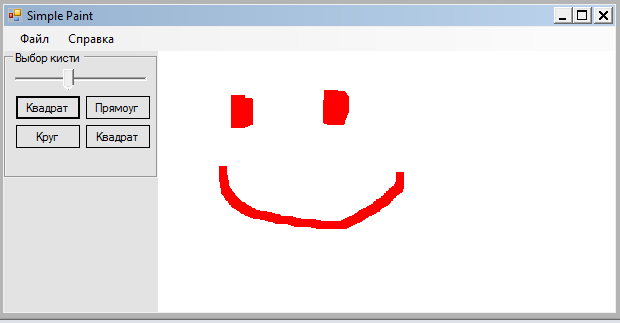 Simple Paint
Файл Справка
Выбор кисти
Квадрат Прямоуг
Круг Квадрат